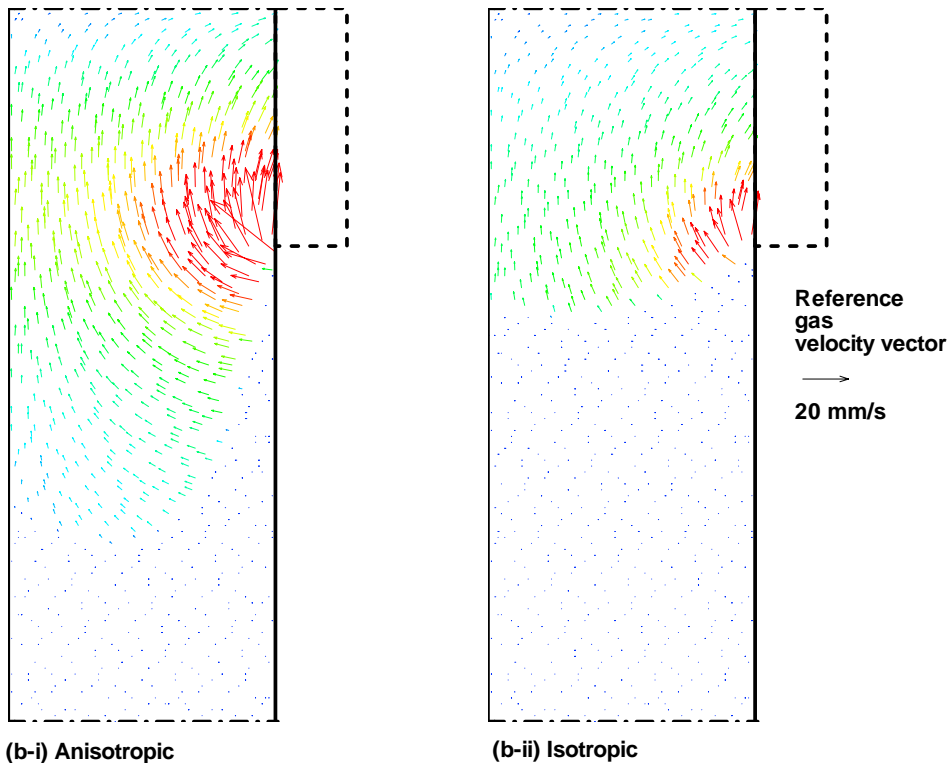 Reference
gas
velocity vector
20 mm/s
(b-i) Anisotropic
(b-ii) Isotropic